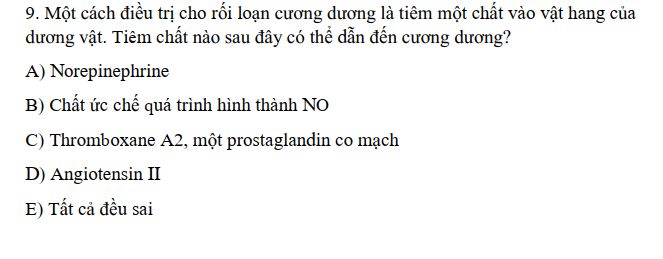 9. Một cách điều trị cho rối loạn cương dương là tiêm một chất vào vật hang của
dương vật. Tiêm chất nào sau đây có thể dẫn đến cương dương?
A) Norepinephrine
B) Chất ức chế quá trình hình thành NO
C) Thromboxane A2, một prostaglandin co mạch
D) Angiotensin II
E) Tất cả đều sai